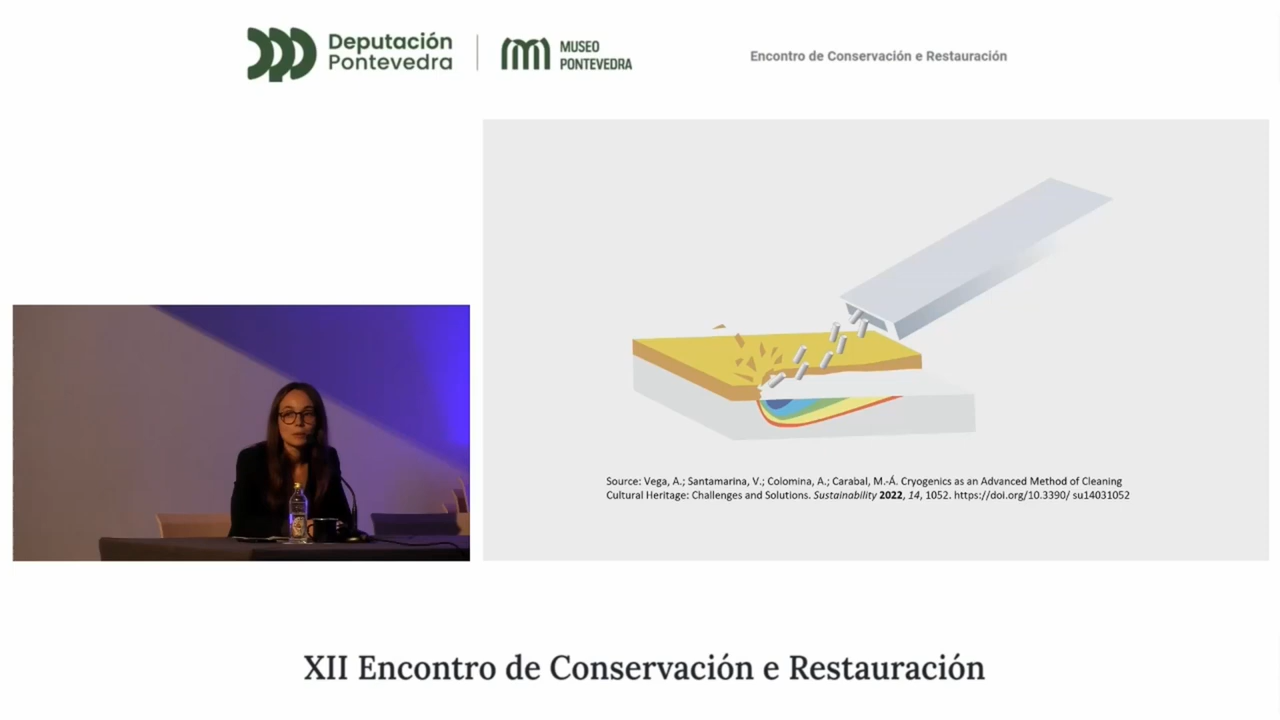 Deputación
Pontevedra
MUSEO
PONTEVEDRA
Encontro de Conservación e Restauración
Source: Vega, A.; Santamarina, V.; Colomina, A.; Carabal, M.-Á. Cryogenics as an Advanced Method of Cleaning
Cultural Heritage: Challenges and Solutions. Sustainability 2022, 14, 1052. https://doi.org/10.3390/ su14031052
XII Encontro de Conservación e Restauración